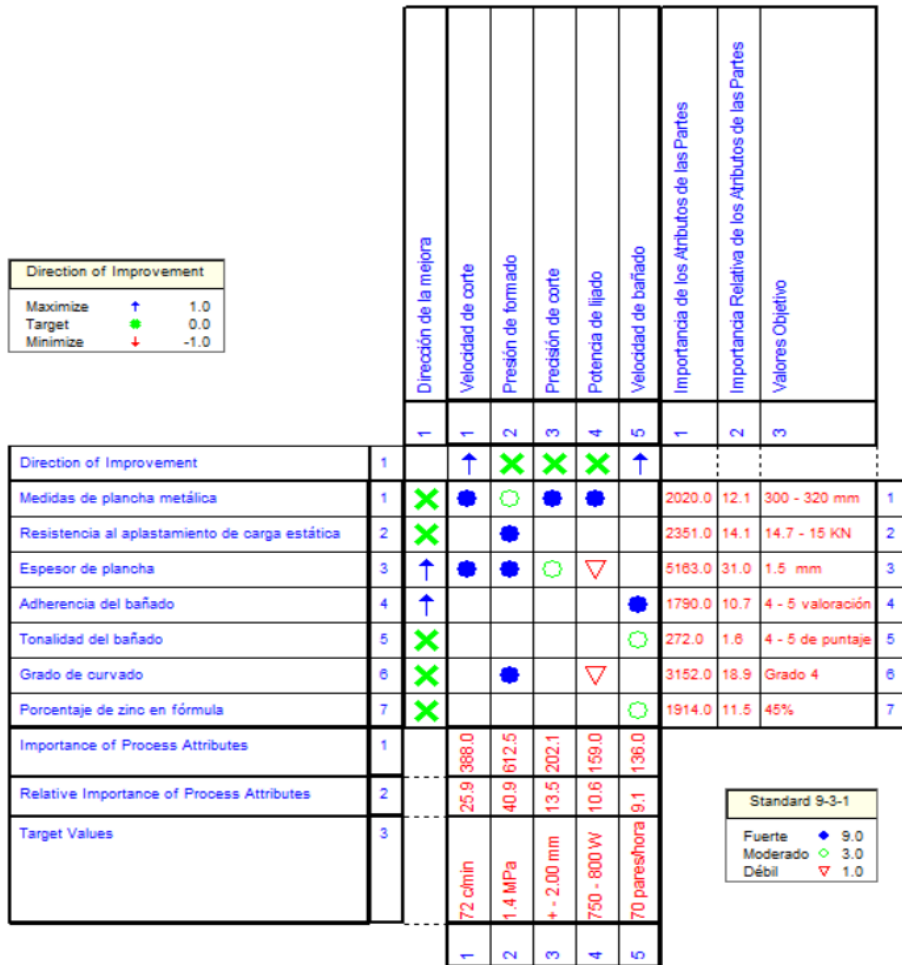 Dirección de la mejora
Velocidad de corte
Presión de formado
Precisión de corte
Potencia de lijado
Velocidad de bañado
Importancia de los Atributos de las Partes
Importancia Relativa de los Atributos de las Partes
Valores Objetivo
1 1 2 3 4 5 1 2 3
Direction of Improvement
Maximize 1.0
Target 0.0
Minimize -1.0
Direction of Improvement 1
Medidas de plancha metálica 1 2020.0 12.1 300 - 320 mm 1
Resistencia al aplastamiento de carga estática 2 2351.0 14.1 14.7 - 15 KN 2
Espesor de plancha 3 5163.0 31.0 1.5 mm 3
Adherencia del bañado 4 1790.0 10.7 4 - 5 valoración 4
Tonalidad del bañado 5 272.0 1.6 4 - 5 de puntaje 5
Grado de curvado 6 3152.0 18.9 Grado 4 6
Porcentaje de zinc en fórmula 7 1914.0 11.5 45% 7
Importance of Process Attributes 1 388.0 612.5 202.1 159.0 136.0
Relative Importance of Process Attributes 2 25.9 40.9 13.5 10.6 9.1
Target Values 3 72 c/min 1.4 MPa + - 2.00 mm 750 - 800 W 70 pares/hora
1 2 3 4 5
Standard 9-3-1
Fuerte 9.0
Moderado 3.0
Débil 1.0